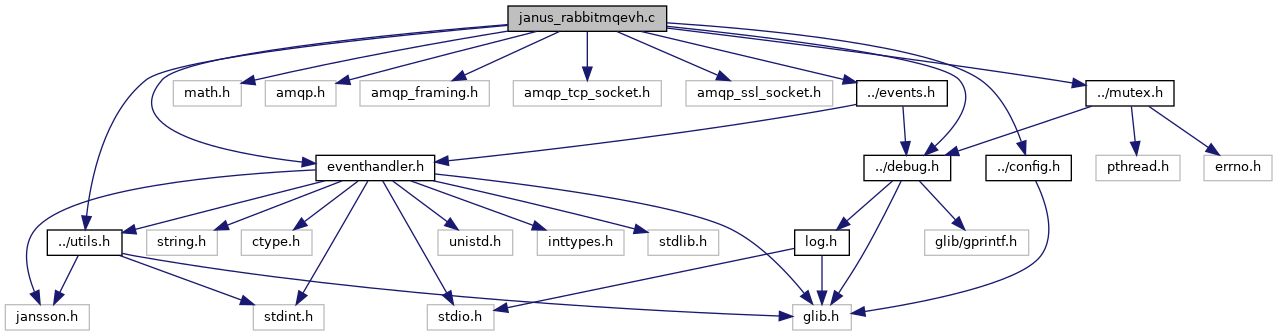 janus_rabbitmqevh.c
math.h
amqp.h
amqp_framing.h
amqp_tcp_socket.h
amqp_ssl_socket.h
../events.h
../mutex.h
eventhandler.h
../debug.h
../config.h
pthread.h
errno.h
../utils.h
string.h
ctype.h
unistd.h
inttypes.h
stdlib.h
log.h
glib/gprintf.h
jansson.h
stdint.h
stdio.h
glib.h